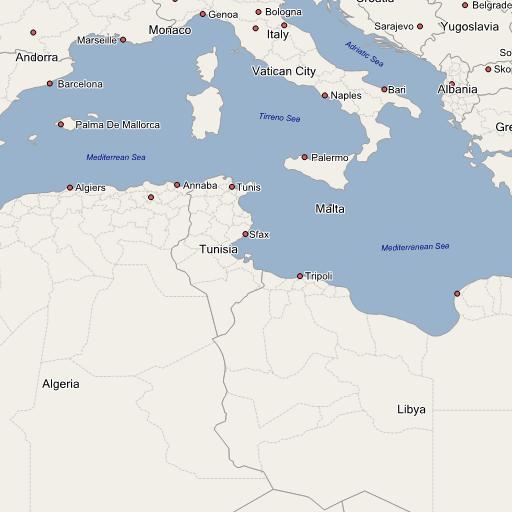 Croatia
Belgrade
Genoa
Bologna
Sarajevo
Yugoslavia
Marseille
Monaco
Italy
Adriatic Sea
Andorra
Vatican City
Sko
Barcelona
Naples
Bari
Albania
Palma De Mallorca
Tirreno Sea
Gre
Mediterrean Sea
Palermo
Algiers
Annaba
Tunis
Malta
Sfax
Tunisia
Mediterranean Sea
Tripoli
Algeria
Libya